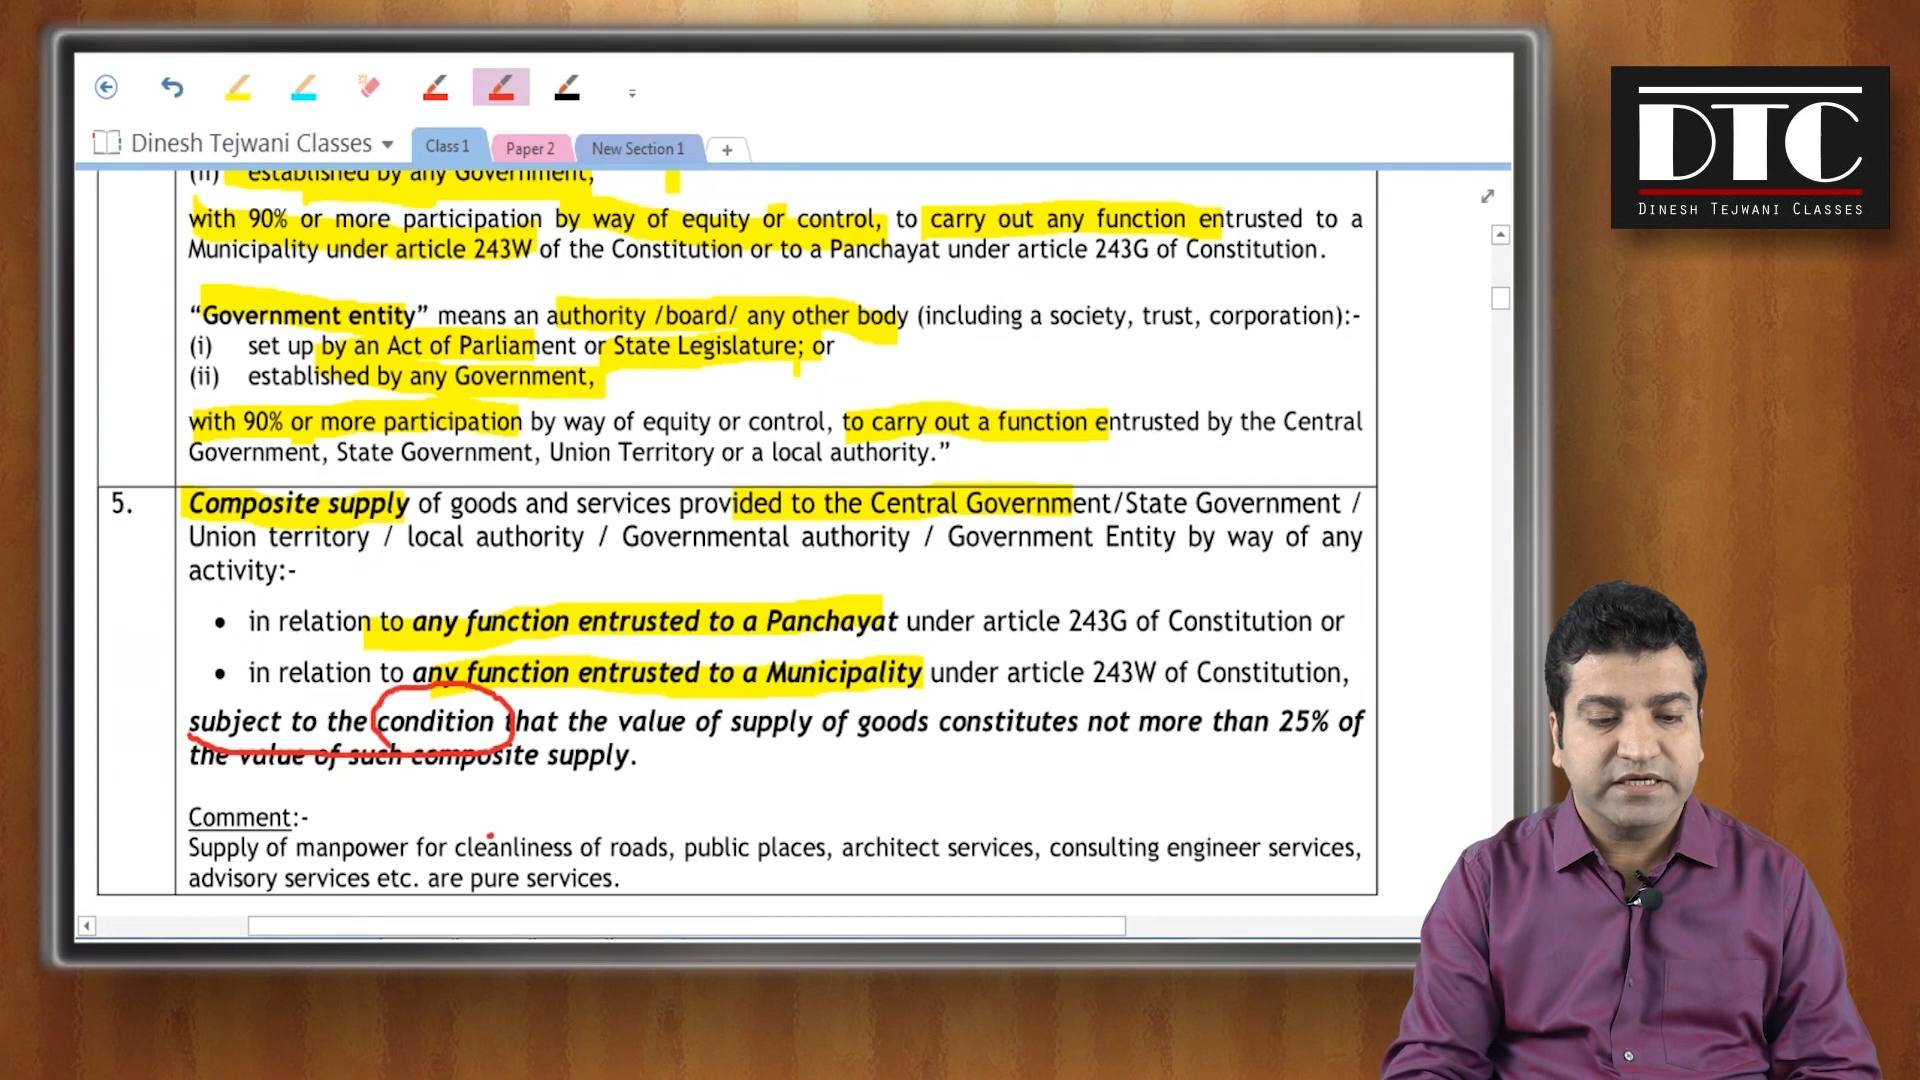 Dinesh Tejwani Classes
Class 1
Paper 2
New Section 1
DTC
DINESH TEJWANI CLASSES
(ii) established by any Government,
with 90% or more participation by way of equity or control, to carry out any function entrusted to a
Municipality under article 243W of the Constitution or to a Panchayat under article 243G of Constitution.
“Government entity” means an authority /board/ any other body (including a society, trust, corporation):-
(i) set up by an Act of Parliament or State Legislature; or
(ii) established by any Government,
with 90% or more participation by way of equity or control, to carry out a function entrusted by the Central
Government, State Government, Union Territory or a local authority.”
5. Composite supply of goods and services provided to the Central Government/State Government /
Union territory / local authority / Governmental authority / Government Entity by way of any
activity:-
• in relation to any function entrusted to a Panchayat under article 243G of Constitution or
• in relation to any function entrusted to a Municipality under article 243W of Constitution,
subject to the condition that the value of supply of goods constitutes not more than 25% of
the value of such composite supply.
Comment:-
Supply of manpower for cleanliness of roads, public places, architect services, consulting engineer services,
advisory services etc. are pure services.